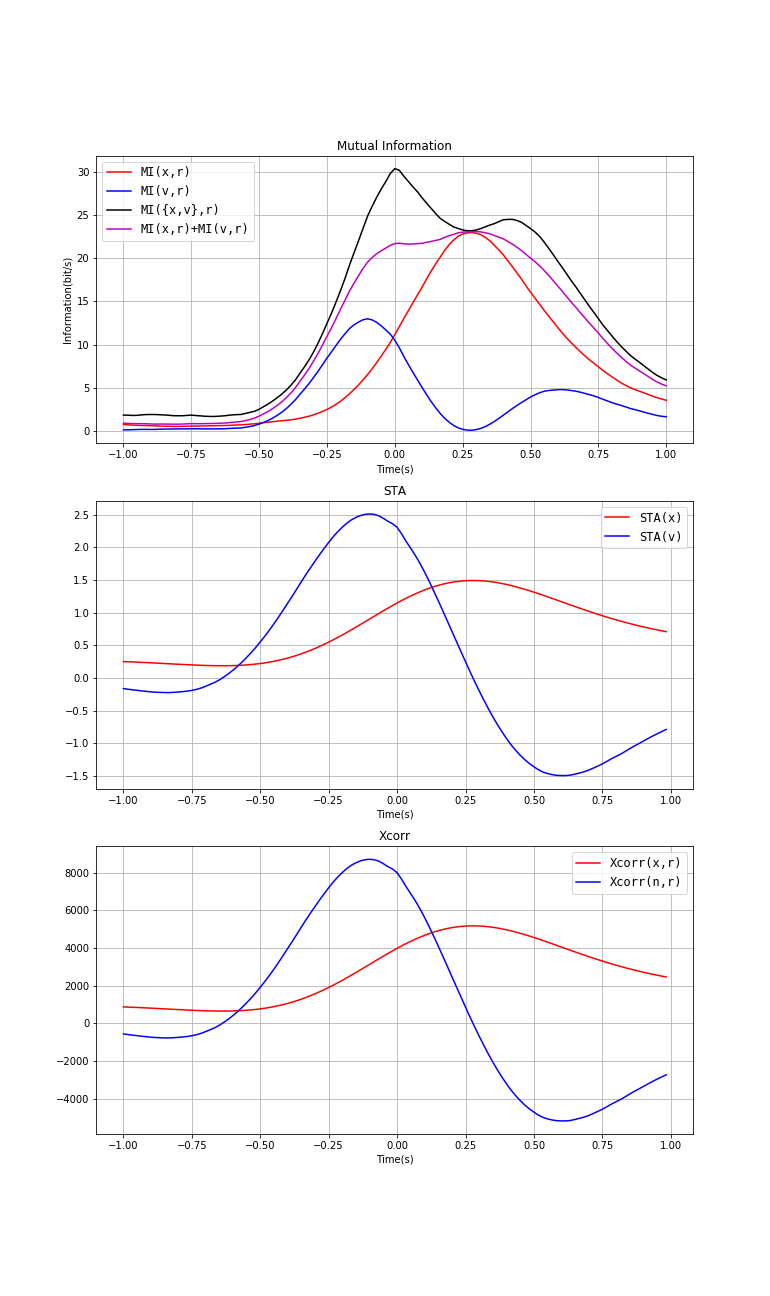 Mutual Information
MI(x,r)
MI(v,r)
MI({x,v},r)
MI(x,r)+MI(v,r)
Information(bit/s)
30
25
20
15
10
5
0
−1.00 −0.75 −0.50 −0.25 0.00 0.25 0.50 0.75 1.00
Time(s)
STA
STA(x)
STA(v)
2.5
2.0
1.5
1.0
0.5
0.0
−0.5
−1.0
−1.5
−1.00 −0.75 −0.50 −0.25 0.00 0.25 0.50 0.75 1.00
Time(s)
Xcorr
Xcorr(x,r)
Xcorr(n,r)
8000
6000
4000
2000
0
−2000
−4000
−1.00 −0.75 −0.50 −0.25 0.00 0.25 0.50 0.75 1.00
Time(s)